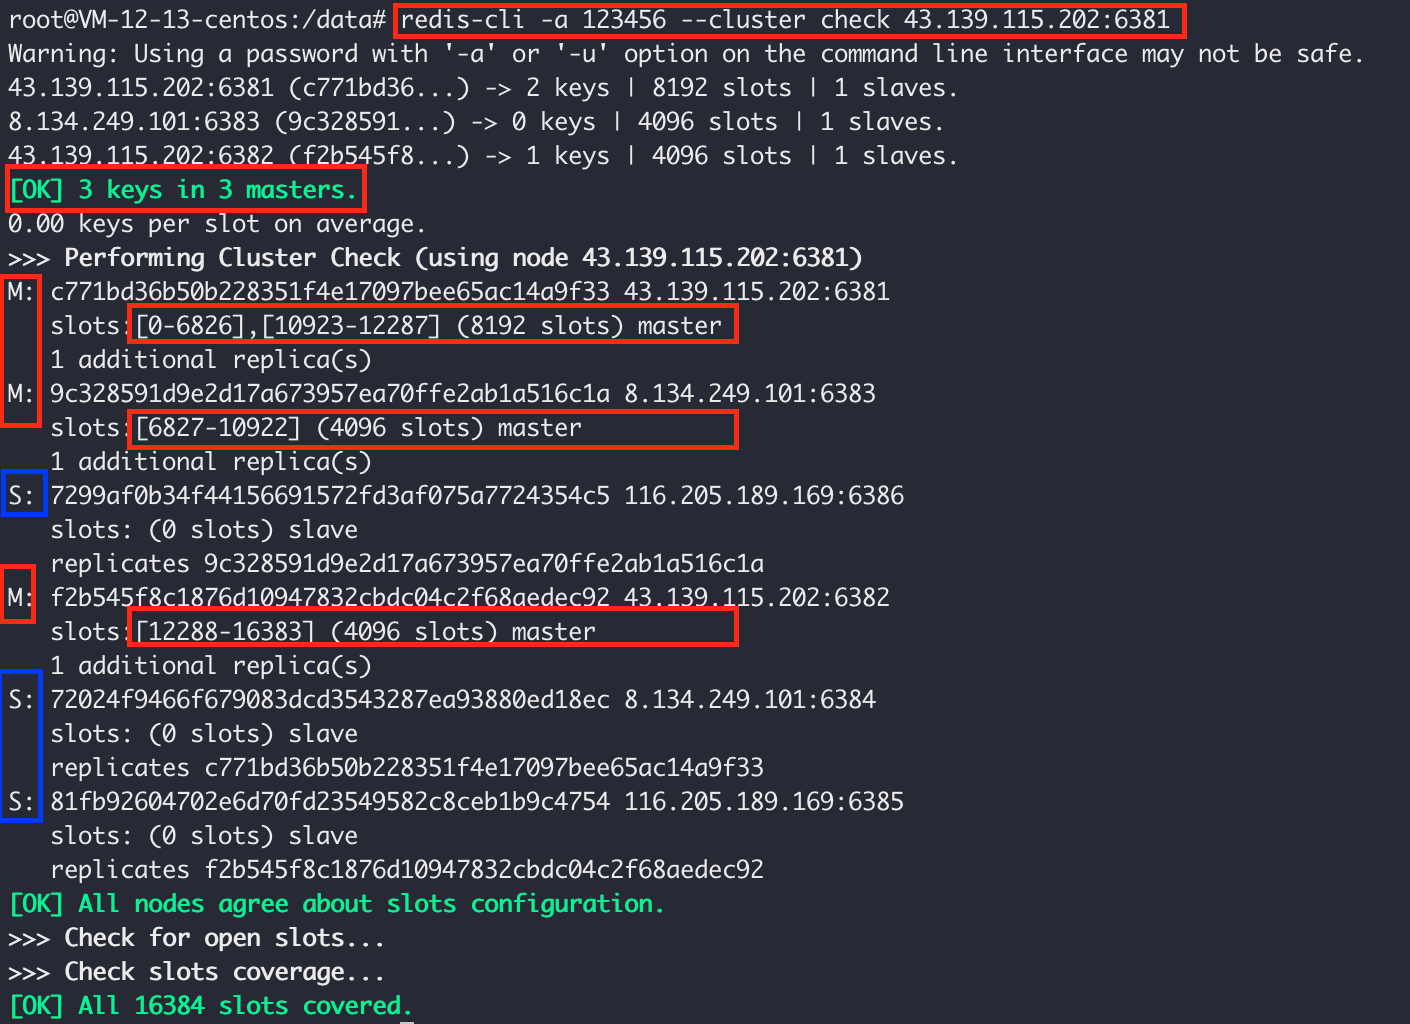 root@VM-12-13-centos:/data# redis-cli -a 123456 --cluster check 43.139.115.202:6381
Warning: Using a password with '-a' or '-u' option on the command line interface may not be safe.
43.139.115.202:6381 (c771bd36...) -> 2 keys | 8192 slots | 1 slaves.
8.134.249.101:6383 (9c328591...) -> 0 keys | 4096 slots | 1 slaves.
43.139.115.202:6382 (f2b545f8...) -> 1 keys | 4096 slots | 1 slaves.
[OK] 3 keys in 3 masters.
0.00 keys per slot on average.
>>> Performing Cluster Check (using node 43.139.115.202:6381)
M: c771bd36b50b228351f4e17097bee65ac14a9f33 43.139.115.202:6381
slots:[0-6826],[10923-12287] (8192 slots) master
1 additional replica(s)
M: 9c328591d9e2d17a673957ea70ffe2ab1a516c1a 8.134.249.101:6383
slots:[6827-10922] (4096 slots) master
1 additional replica(s)
S: 7299af0b34f44156691572fd3af075a7724354c5 116.205.189.169:6386
slots: (0 slots) slave
replicates 9c328591d9e2d17a673957ea70ffe2ab1a516c1a
M: f2b545f8c1876d10947832cbdc04c2f68aedec92 43.139.115.202:6382
slots:[12288-16383] (4096 slots) master
1 additional replica(s)
S: 72024f9466f679083dcd3543287ea93880ed18ec 8.134.249.101:6384
slots: (0 slots) slave
replicates c771bd36b50b228351f4e17097bee65ac14a9f33
S: 81fb92604702e6d70fd23549582c8ceb1b9c4754 116.205.189.169:6385
slots: (0 slots) slave
replicates f2b545f8c1876d10947832cbdc04c2f68aedec92
[OK] All nodes agree about slots configuration.
>>> Check for open slots...
>>> Check slots coverage...
[OK] All 16384 slots covered.